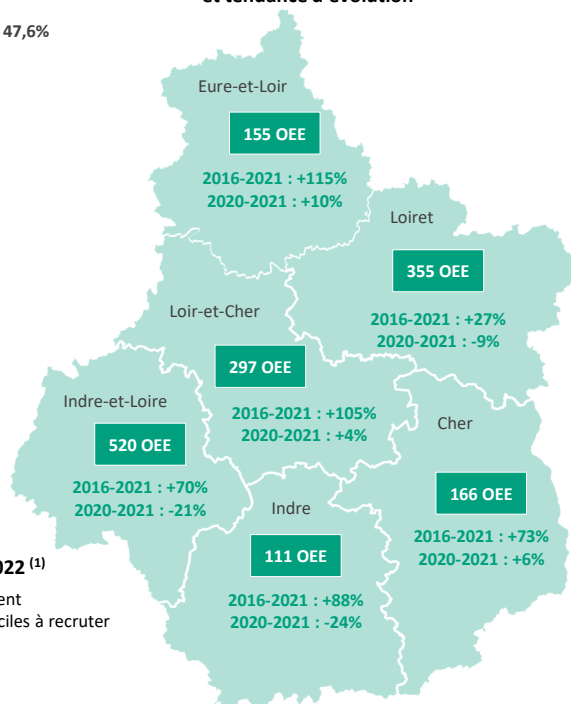 et tendance d'évolution
47,6%
Eure-et-Loir
155 OEE
2016-2021 : +115%
2020-2021 : +10%
Loiret
355 OEE
2016-2021 : +27%
2020-2021 : -9%
Loir-et-Cher
297 OEE
2016-2021 : +105%
2020-2021 : +4%
Indre-et-Loire
520 OEE
2016-2021 : +70%
2020-2021 : -21%
Cher
166 OEE
2016-2021 : +73%
2020-2021 : +6%
Indre
111 OEE
2016-2021 : +88%
2020-2021 : -24%
022 (1)
ent
ciles à recruter